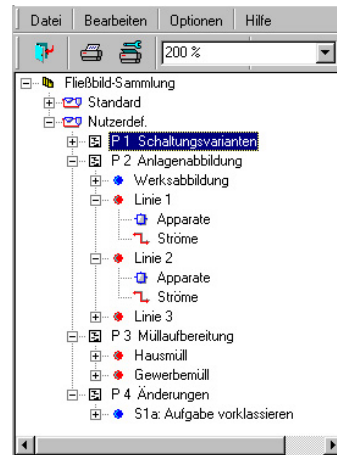 Datei Bearbeiten Optionen Hilfe
200 %
Fließbild-Sammlung
Standard
Nutzerdef.
P 1 Schaltungsvarianten
P 2 Anlagenabbildung
Werksabbildung
Linie 1
Apparate
Ströme
Linie 2
Apparate
Ströme
Linie 3
P 3 Müllaufbereitung
Hausmüll
Gewerbemüll
P 4 Änderungen
S1a: Aufgabe vorklassieren